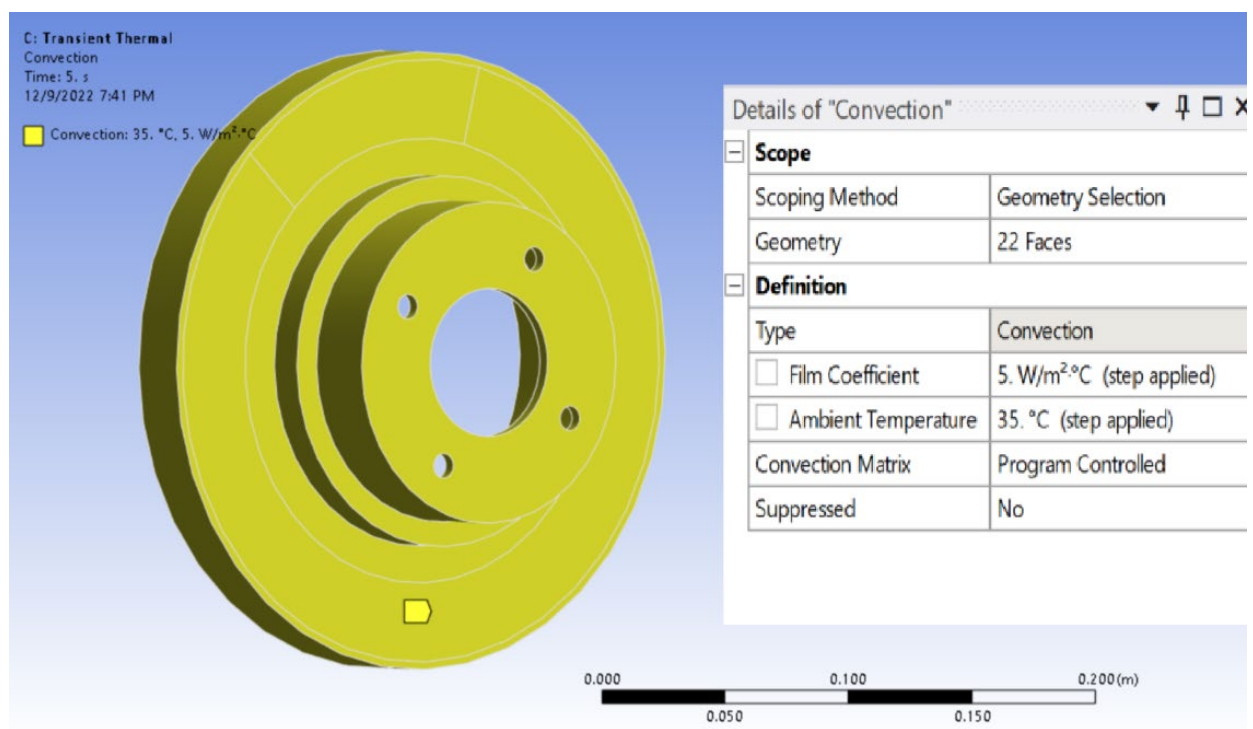 C: Transient Thermal
Convection
Time: 5. s
12/9/2022 7:41 PM
Convection: 35. °C, 5. W/m²·°C
Details of "Convection"
Scope
Scoping Method Geometry Selection
Geometry 22 Faces
Definition
Type Convection
Film Coefficient 5. W/m²·°C (step applied)
Ambient Temperature 35. °C (step applied)
Convection Matrix Program Controlled
Suppressed No
0.000 0.100 0.200(m)
0.050 0.150